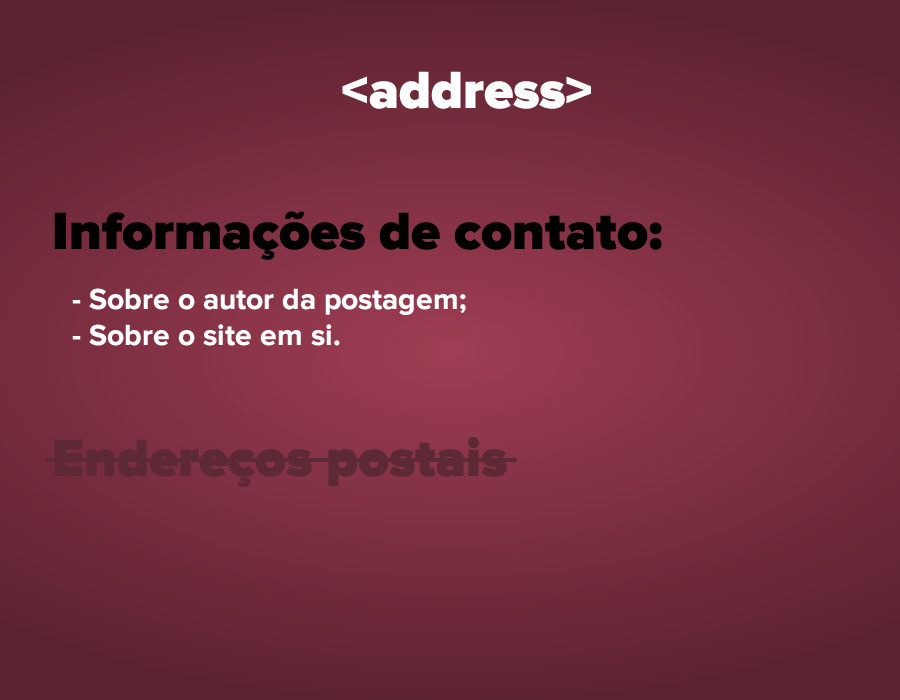 <address>
Informações de contato:
- Sobre o autor da postagem;
- Sobre o site em si.
Endereços postais